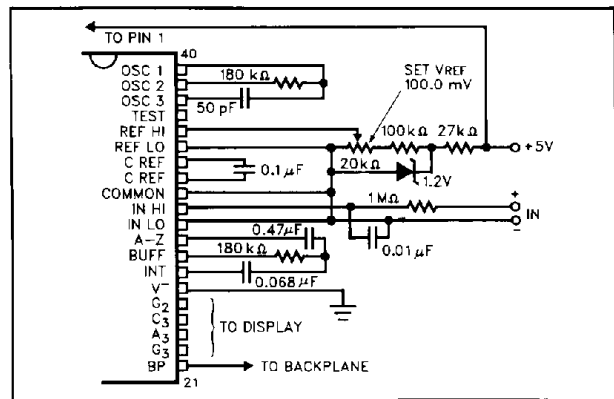 TO PIN 1
40
OSC 1
180 kΩ
OSC 2
OSC 3
50 pF
TEST
SET VREF
100.0 mV
REF HI
REF LO
100kΩ
27kΩ
+5V
C REF
C REF
0.1 µF
20kΩ
1.2V
COMMON
IN HI
1MΩ
+
IN
IN LO
−
0.47µF
0.01 µF
A-Z
BUFF
180 kΩ
INT
0.068 µF
V−
G2
C3
A3
G3
TO DISPLAY
BP
TO BACKPLANE
21